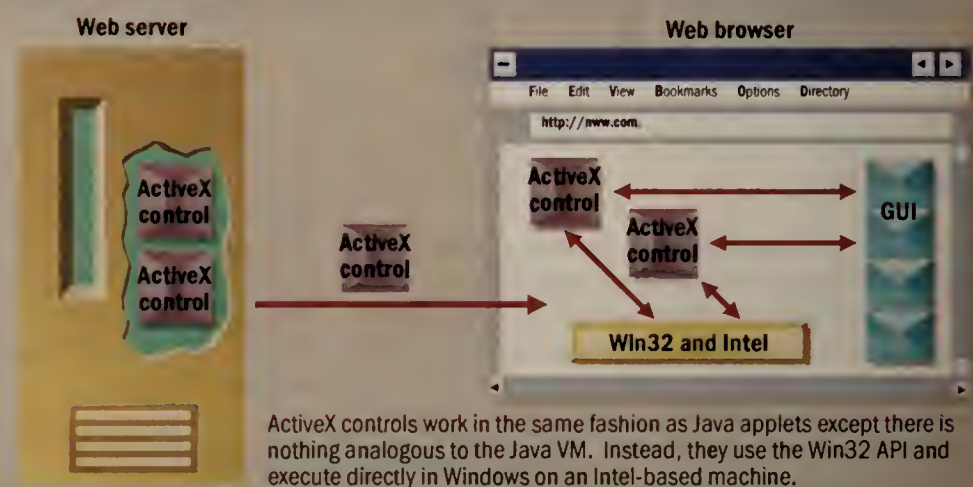 Web server
Web browser
File Edit View Bookmarks Options Directory
http://nww.com
ActiveX
control
ActiveX
control
ActiveX
control
ActiveX
control
ActiveX
control
GUI
Win32 and Intel
ActiveX controls work in the same fashion as Java applets except there is
nothing analogous to the Java VM. Instead, they use the Win32 API and
execute directly in Windows on an Intel-based machine.